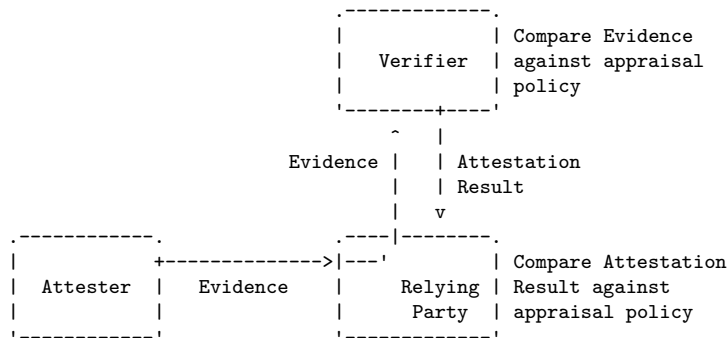 Compare Evidence
Verifier against appraisal
policy
Evidence Attestation
Result
Compare Attestation
Attester Evidence Relying Result against
Party appraisal policy